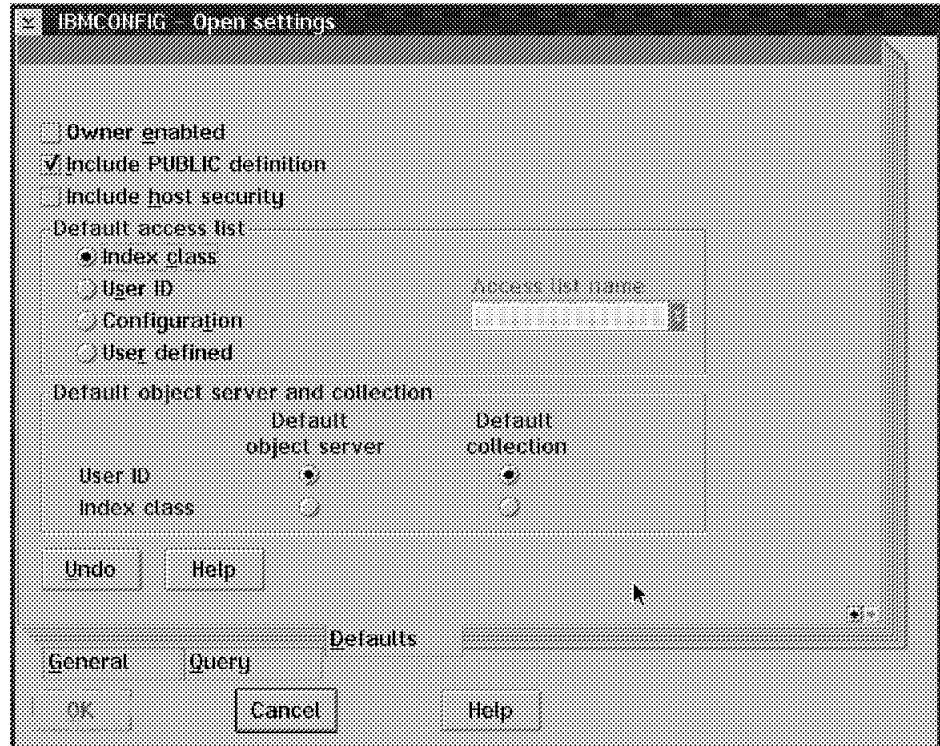 IBMCONFIG - Open settings
Owner enabled
Include PUBLIC definition
Include host security
Default access list
Index class
User ID
Access list name
Configuration
User defined
Default object server and collection
Default Default
object server collection
User ID
Index class
Undo Help
Defaults
General Query
OK Cancel Help